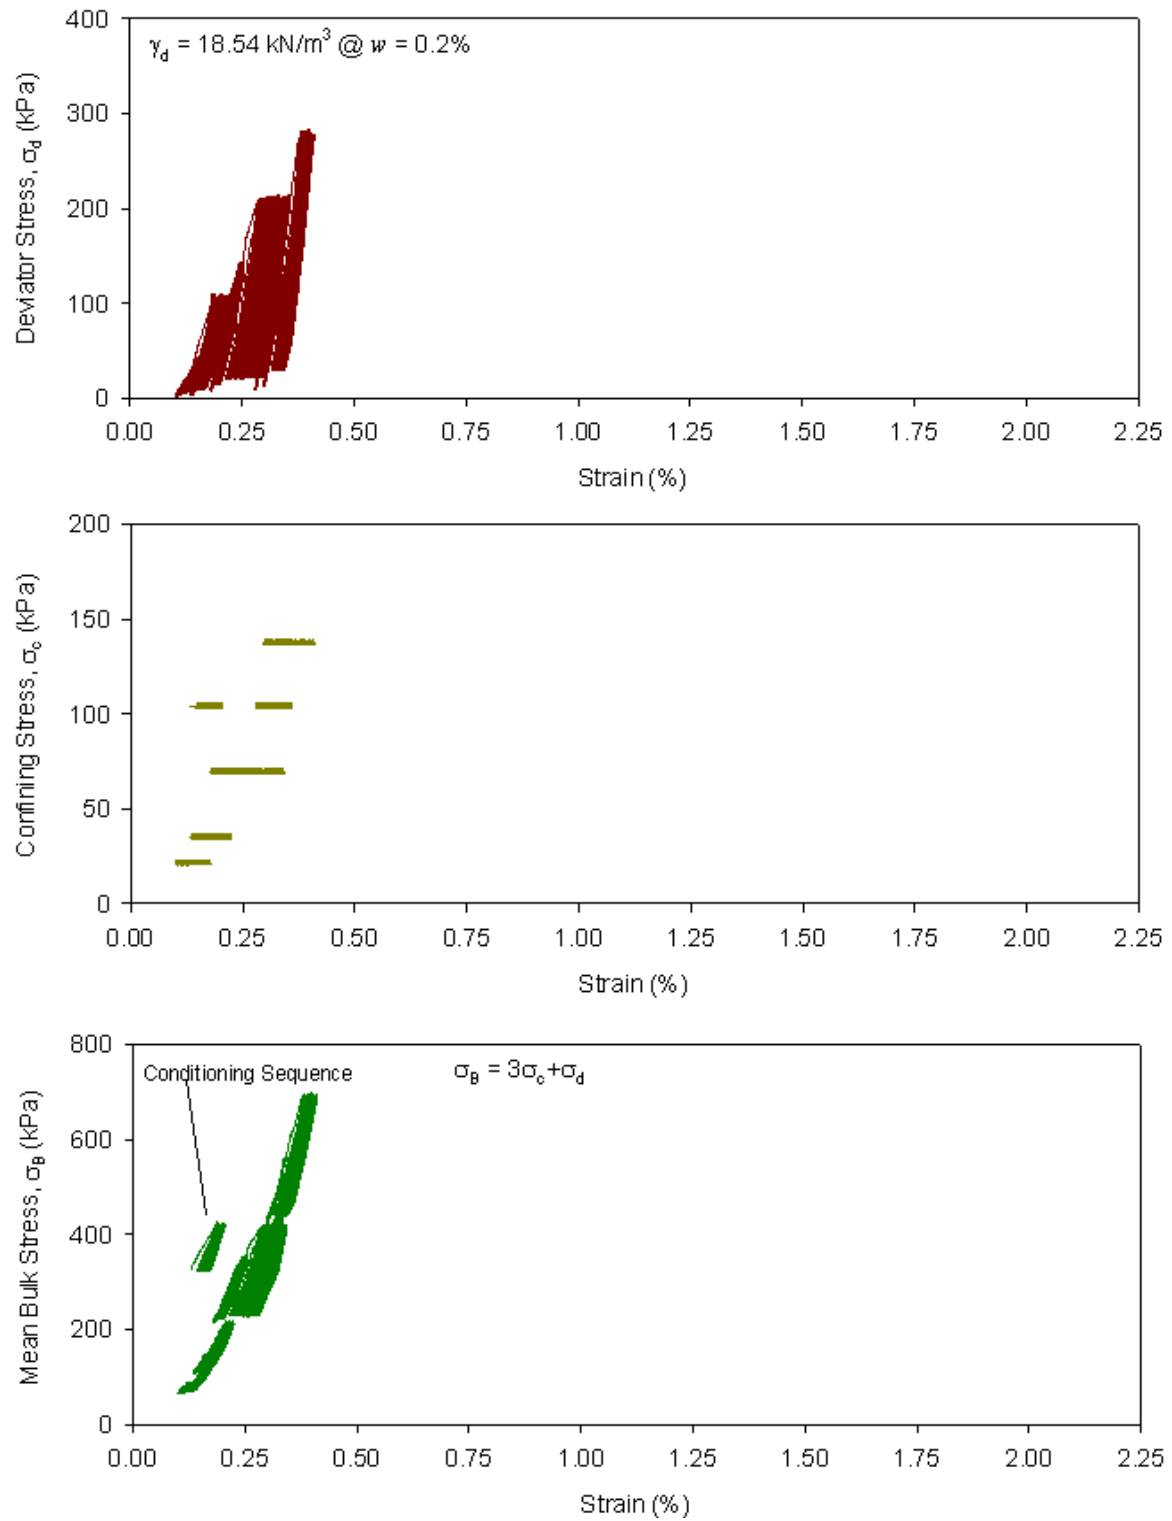 400
γd = 18.54 kN/m³ @ w = 0.2%
300
200
100
0
Deviator Stress, σd (kPa)
0.00 0.25 0.50 0.75 1.00 1.25 1.50 1.75 2.00 2.25
Strain (%)
200
150
100
50
0
Confining Stress, σc (kPa)
0.00 0.25 0.50 0.75 1.00 1.25 1.50 1.75 2.00 2.25
Strain (%)
800
Conditioning Sequence
σB = 3σc+σd
600
400
200
0
Mean Bulk Stress, σB (kPa)
0.00 0.25 0.50 0.75 1.00 1.25 1.50 1.75 2.00 2.25
Strain (%)